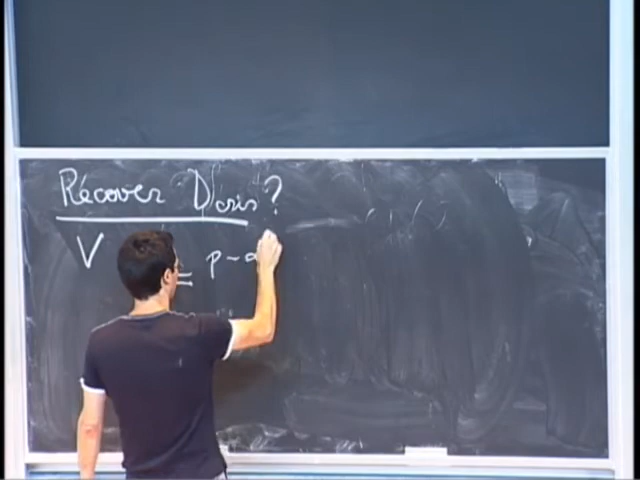 Recover Dcris?
V = p-a